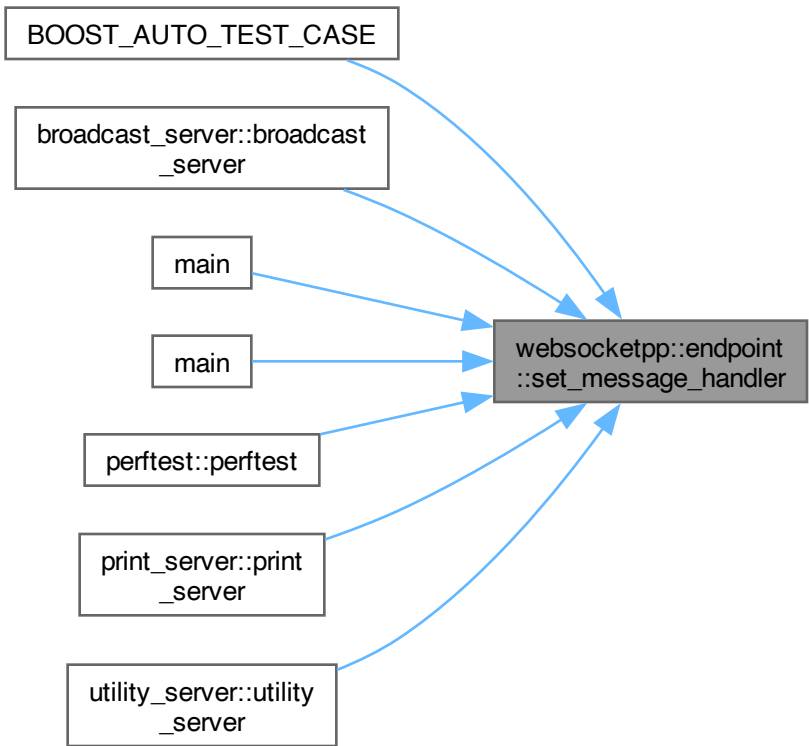 BOOST_AUTO_TEST_CASE
broadcast_server::broadcast
_server
main
main
websocketpp::endpoint
::set_message_handler
perftest::perftest
print_server::print
_server
utility_server::utility
_server